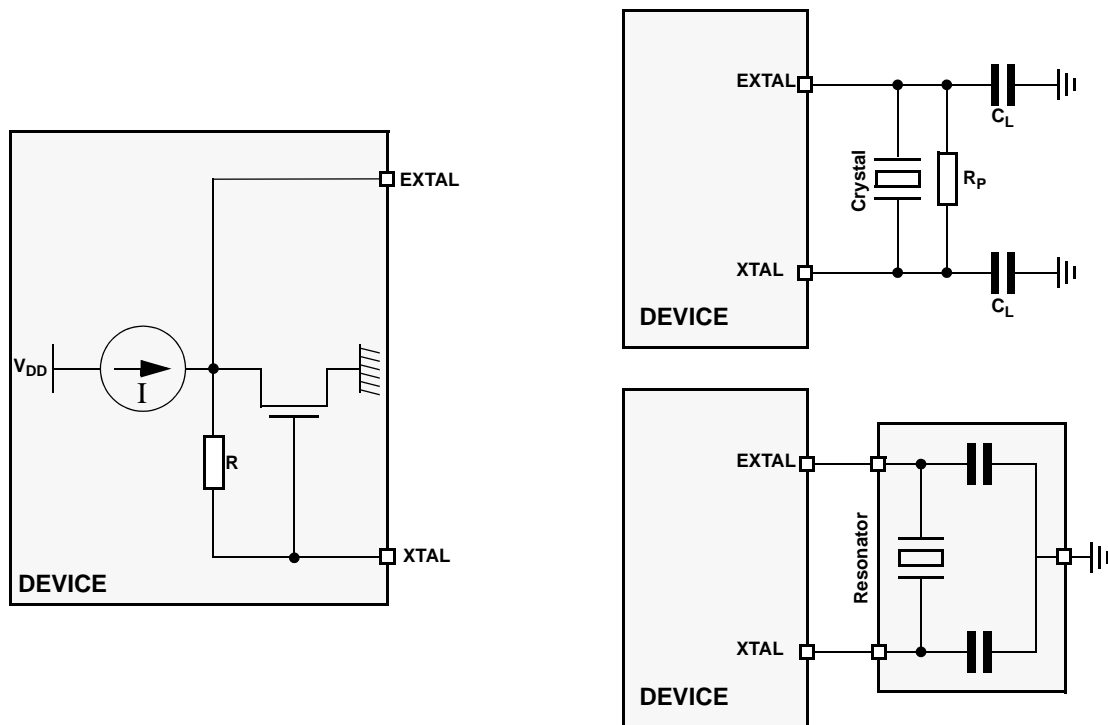 EXTAL
V_DD
I
R
XTAL
DEVICE
EXTAL
C_L
Crystal
R_P
XTAL
C_L
DEVICE
EXTAL
Resonator
XTAL
DEVICE